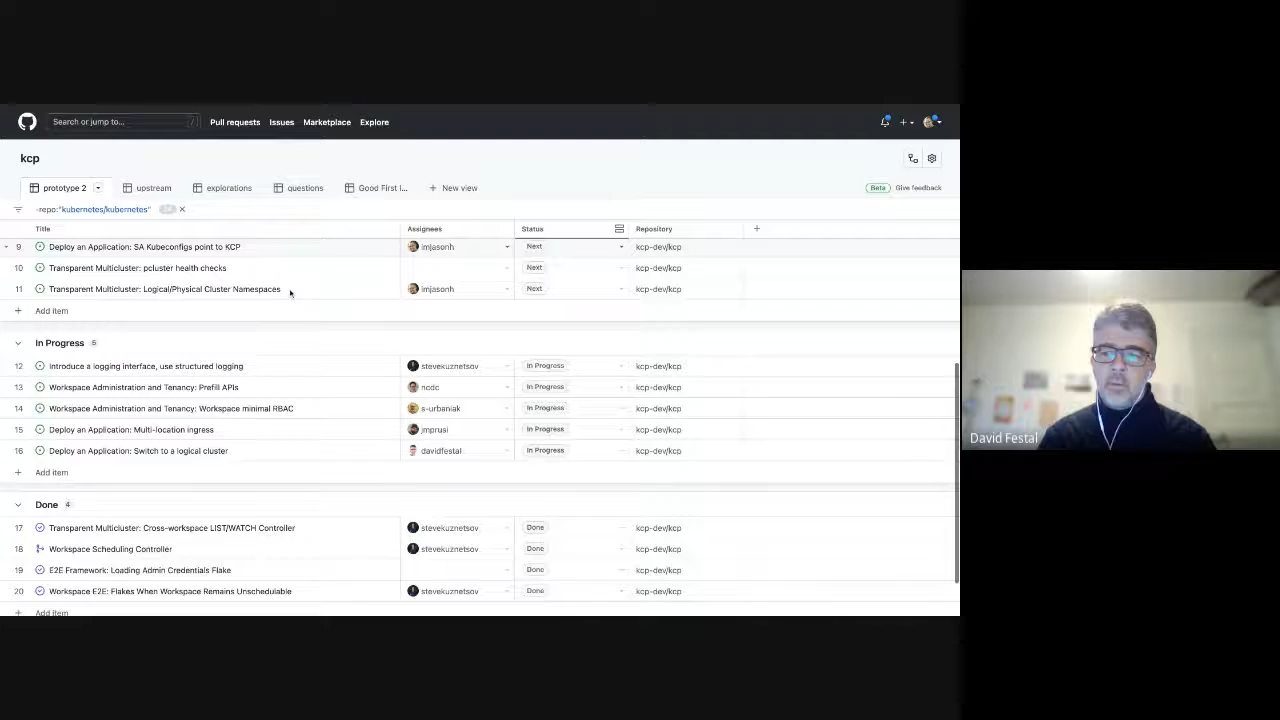 Search or jump to... / Pull requests Issues Marketplace Explore
kcp
prototype 2 upstream explorations questions Good First I... + New view Beta Give feedback
-repo:"kubernetes/kubernetes"
Title Assignees Status Repository +
9 Deploy an Application: SA Kubeconfigs point to KCP imjasonh Next kcp-dev/kcp
10 Transparent Multicluster: pcluster health checks Next kcp-dev/kcp
11 Transparent Multicluster: Logical/Physical Cluster Namespaces imjasonh Next kcp-dev/kcp
+ Add item
In Progress 5
12 Introduce a logging interface, use structured logging stevekuznetsov In Progress kcp-dev/kcp
13 Workspace Administration and Tenancy: Prefill APIs In Progress kcp-dev/kcp
14 Workspace Administration and Tenancy: Workspace minimal RBAC s-urbaniak In Progress kcp-dev/kcp
15 Deploy an Application: Multi-location ingress jmprusi In Progress kcp-dev/kcp
16 Deploy an Application: Switch to a logical cluster davidfestal In Progress kcp-dev/kcp
+ Add item
Done 4
17 Transparent Multicluster: Cross-workspace LIST/WATCH Controller stevekuznetsov Done kcp-dev/kcp
18 Workspace Scheduling Controller stevekuznetsov Done kcp-dev/kcp
19 E2E Framework: Loading Admin Credentials Flake Done kcp-dev/kcp
20 Workspace E2E: Flakes When Workspace Remains Unschedulable stevekuznetsov Done kcp-dev/kcp
+ Add item
David Festal